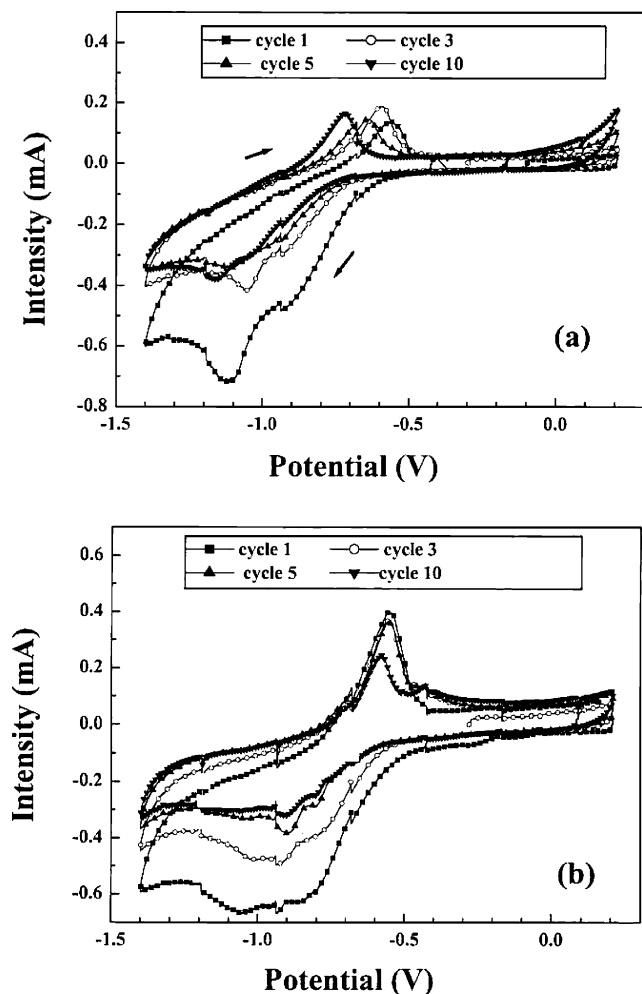 0.4
0.2
0.0
-0.2
-0.4
-0.6
-0.8
Intensity (mA)
cycle 1 cycle 3
cycle 5 cycle 10
(a)
-1.5 -1.0 -0.5 0.0
Potential (V)
0.6
0.4
0.2
0.0
-0.2
-0.4
-0.6
Intensity (mA)
cycle 1 cycle 3
cycle 5 cycle 10
(b)
-1.5 -1.0 -0.5 0.0
Potential (V)